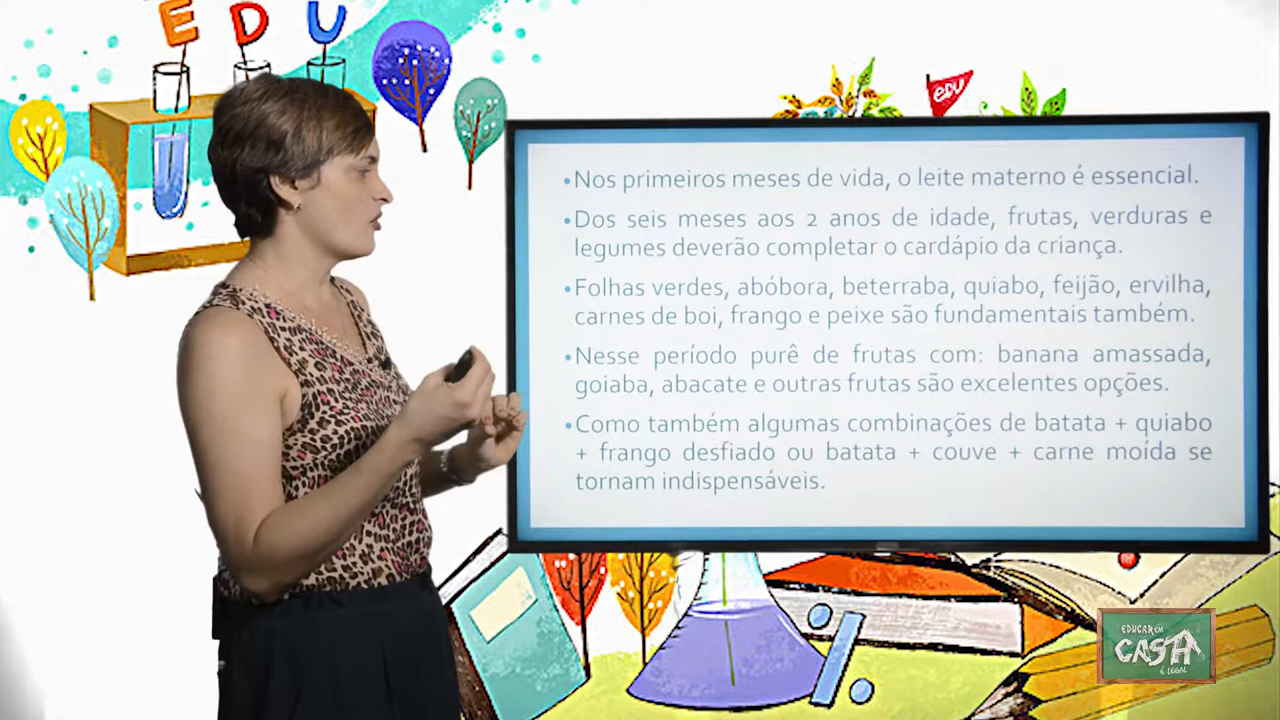 EDU
EDU
•Nos primeiros meses de vida, o leite materno é essencial.
•Dos seis meses aos 2 anos de idade, frutas, verduras e
legumes deverão completar o cardápio da criança.
•Folhas verdes, abóbora, beterraba, quiabo, feijão, ervilha,
carnes de boi, frango e peixe são fundamentais também.
•Nesse período purê de frutas com: banana amassada,
goiaba, abacate e outras frutas são excelentes opções.
•Como também algumas combinações de batata + quiabo
+ frango desfiado ou batata + couve + carne moída se
tornam indispensáveis.
EDUCAR EM
CASA
É LEGAL